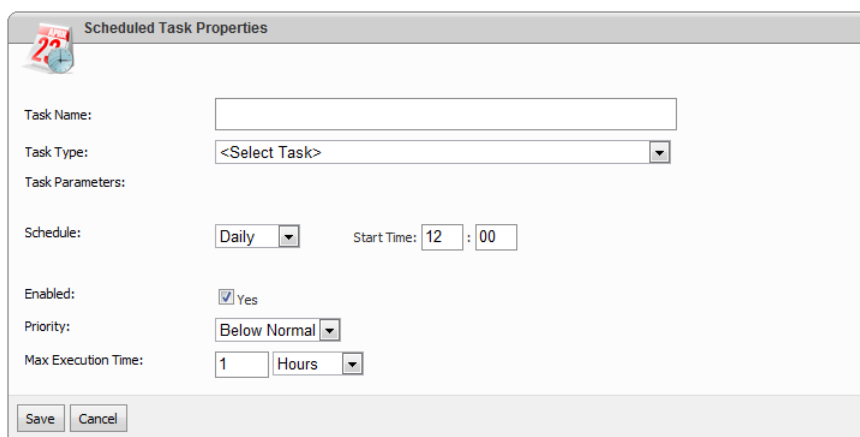 Scheduled Task Properties
Task Name:
Task Type: <Select Task>
Task Parameters:
Schedule: Daily Start Time: 12 : 00
Enabled: Yes
Priority: Below Normal
Max Execution Time: 1 Hours
Save Cancel